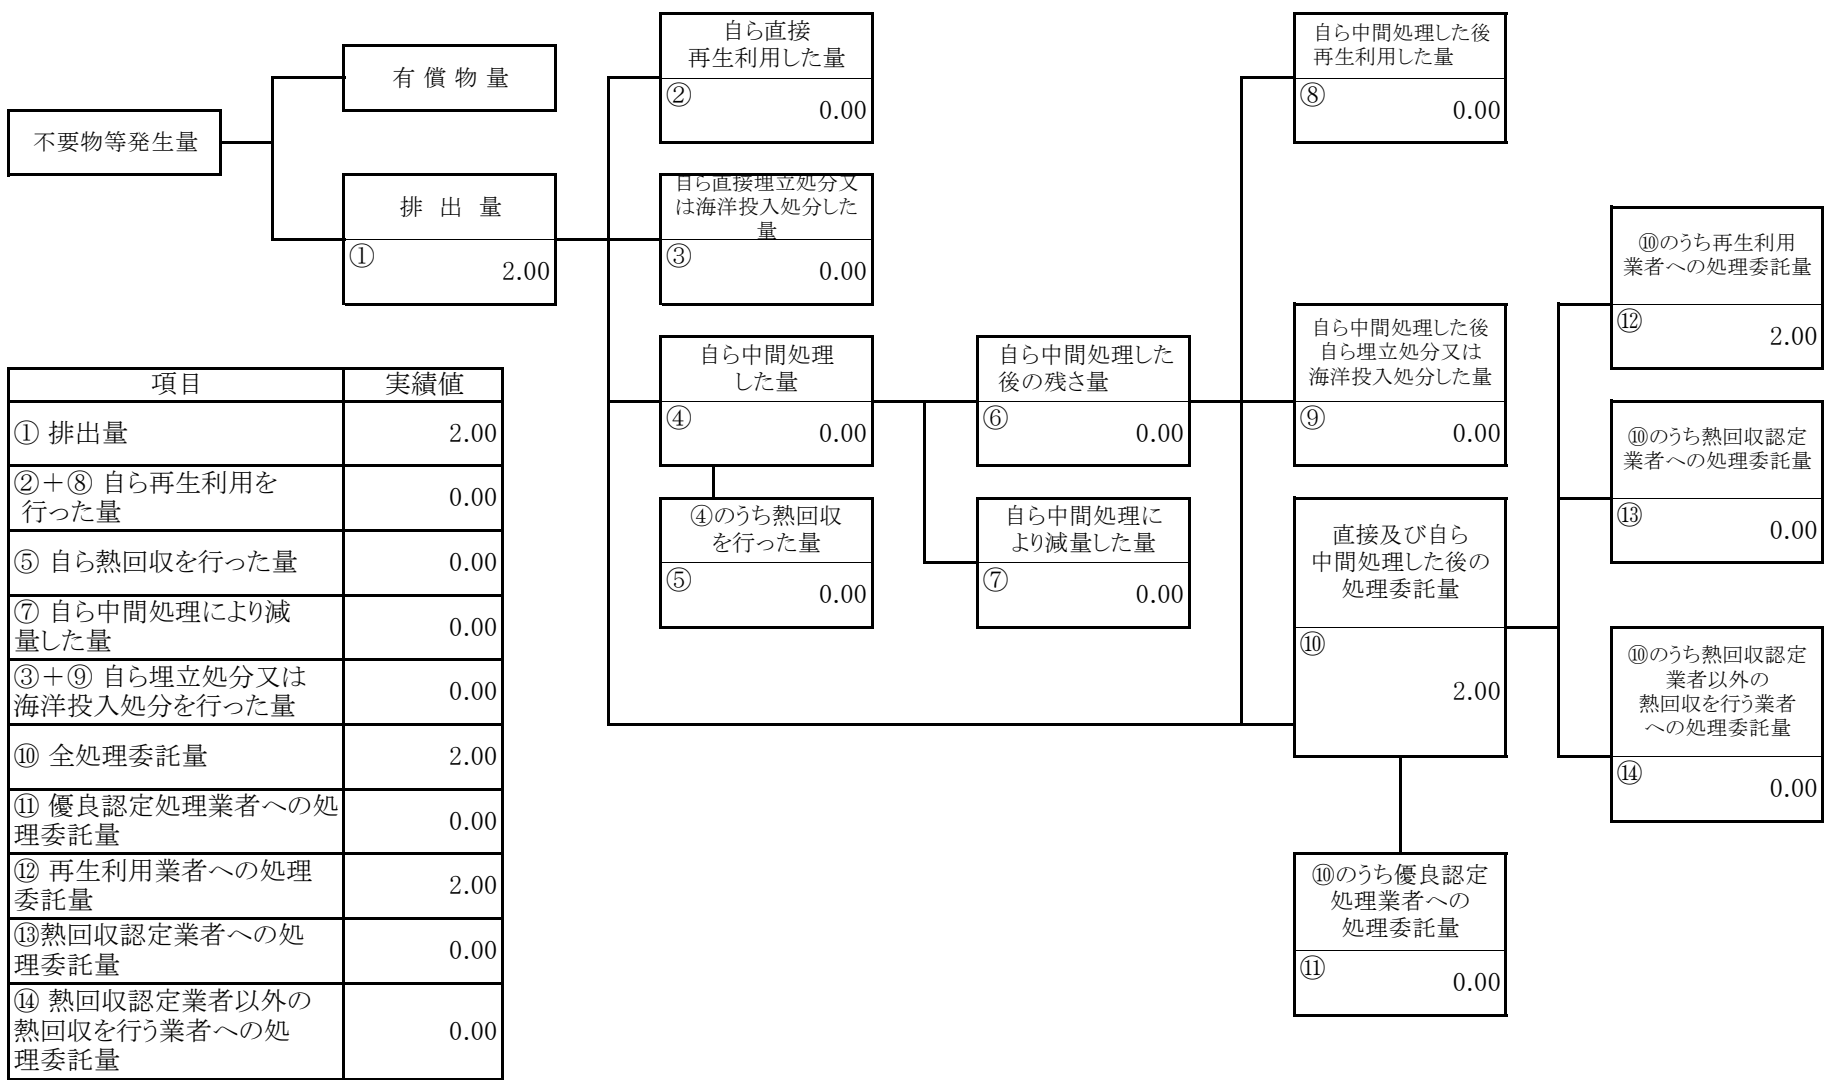 不要物等発生量
有償物量
排出量
① 2.00
自ら直接
再生利用した量
② 0.00
自ら直接埋立処分又
は海洋投入処分した
量
③ 0.00
自ら中間処理
した量
④ 0.00
④のうち熱回収
を行った量
⑤ 0.00
自ら中間処理した
後の残さ量
⑥ 0.00
自ら中間処理に
より減量した量
⑦ 0.00
自ら中間処理した後
再生利用した量
⑧ 0.00
自ら中間処理した後
自ら埋立処分又は
海洋投入処分した量
⑨ 0.00
直接及び自ら
中間処理した後の
処理委託量
⑩
2.00
⑩のうち優良認定
処理業者への
処理委託量
⑪ 0.00
⑩のうち再生利用
業者への処理委託量
⑫ 2.00
⑩のうち熱回収認定
業者への処理委託量
⑬ 0.00
⑩のうち熱回収認定
業者以外の
熱回収を行う業者
への処理委託量
⑭ 0.00
項目 実績値
① 排出量 2.00
②＋⑧ 自ら再生利用を
行った量 0.00
⑤ 自ら熱回収を行った量 0.00
⑦ 自ら中間処理により減
量した量 0.00
③＋⑨ 自ら埋立処分又は
海洋投入処分を行った量 0.00
⑩ 全処理委託量 2.00
⑪ 優良認定処理業者への処
理委託量 0.00
⑫ 再生利用業者への処理
委託量 2.00
⑬熱回収認定業者への処
理委託量 0.00
⑭ 熱回収認定業者以外の
熱回収を行う業者への処
理委託量 0.00